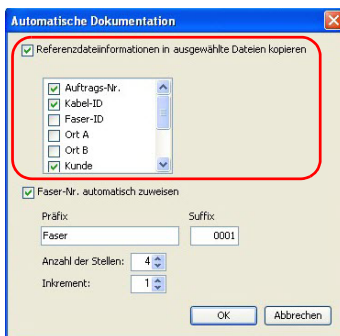 Automatische Dokumentation
Referenzdateiinformationen in ausgewählte Dateien kopieren
Auftrags-Nr.
Kabel-ID
Faser-ID
Ort A
Ort B
Kunde
Faser-Nr. automatisch zuweisen
Präfix Suffix
Faser 0001
Anzahl der Stellen: 4
Inkrement: 1
OK Abbrechen